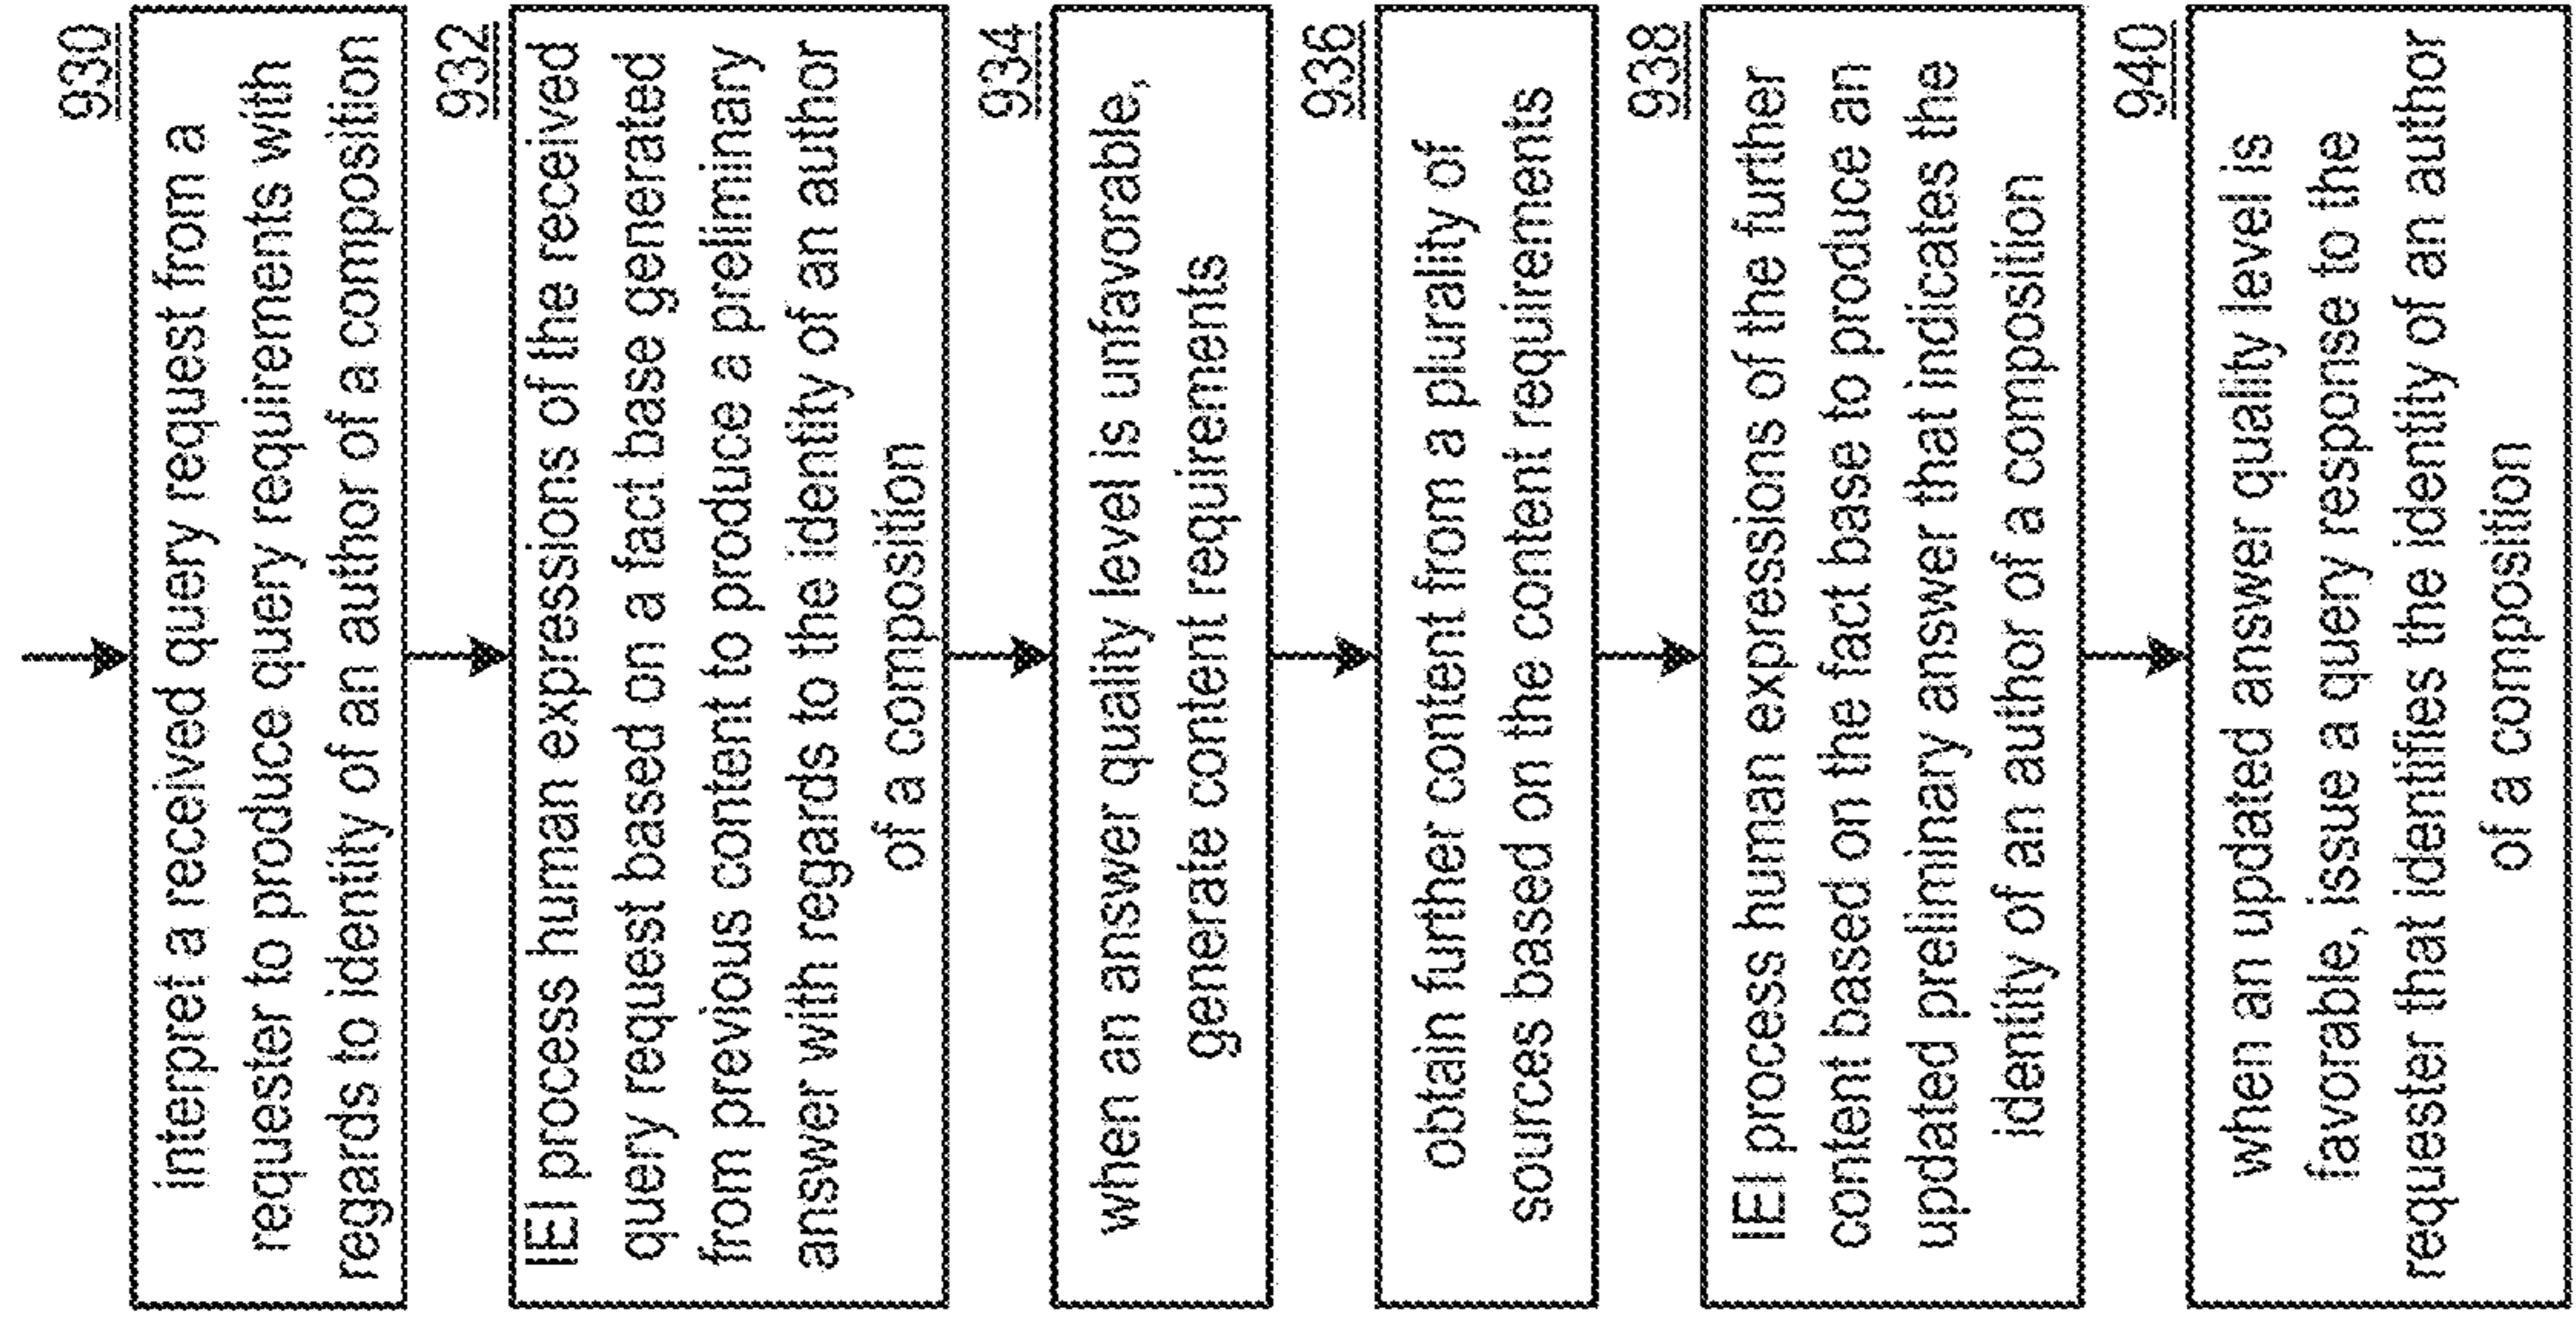 930
interpret a received query request from a
requester to produce query requirements with
regards to identity of an author of a composition
932
IEI process human expressions of the received
query request based on a fact base generated
from previous content to produce a preliminary
answer with regards to the identity of an author
of a composition
934
when an answer quality level is unfavorable,
generate content requirements
936
obtain further content from a plurality of
sources based on the content requirements
938
IEI process human expressions of the further
content based on the fact base to produce an
updated preliminary answer that indicates the
identity of an author of a composition
940
when an updated answer quality level is
favorable, issue a query response to the
requester that identifies the identity of an author
of a composition